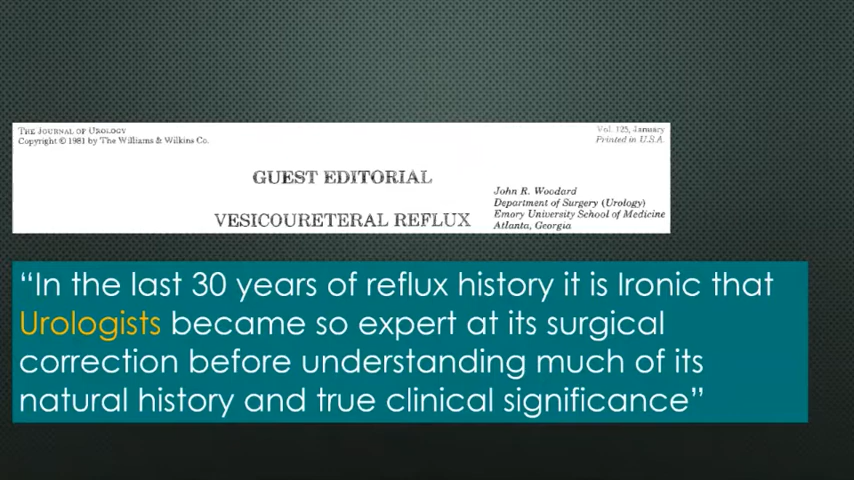 THE JOURNAL OF UROLOGY
Copyright © 1981 by The Williams & Wilkins Co.
Vol. 125, January
Printed in U.S.A.
GUEST EDITORIAL
VESICOURETERAL REFLUX
John R. Woodard
Department of Surgery (Urology)
Emory University School of Medicine
Atlanta, Georgia
“In the last 30 years of reflux history it is Ironic that
Urologists became so expert at its surgical
correction before understanding much of its
natural history and true clinical significance”